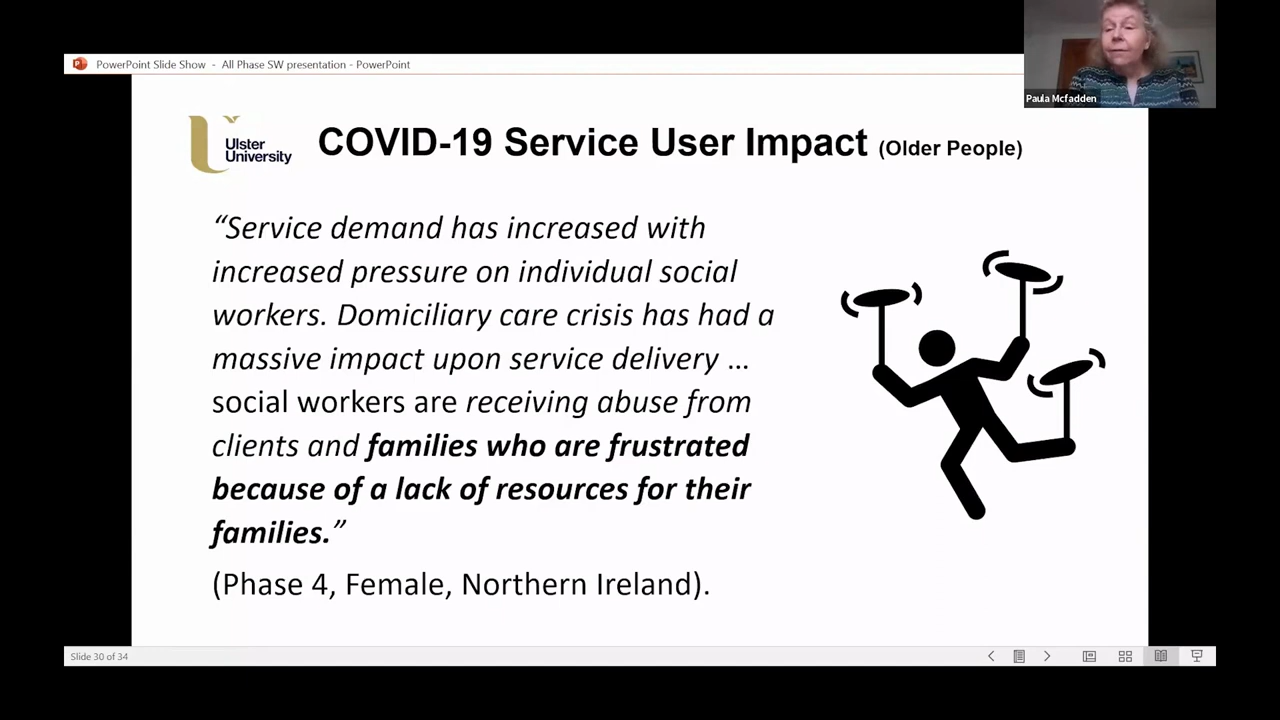 PowerPoint Slide Show - All Phase SW presentation - PowerPoint
Paula Mcfadden
Ulster
University
COVID-19 Service User Impact (Older People)
“Service demand has increased with
increased pressure on individual social
workers. Domiciliary care crisis has had a
massive impact upon service delivery …
social workers are receiving abuse from
clients and families who are frustrated
because of a lack of resources for their
families.”
(Phase 4, Female, Northern Ireland).
Slide 30 of 34